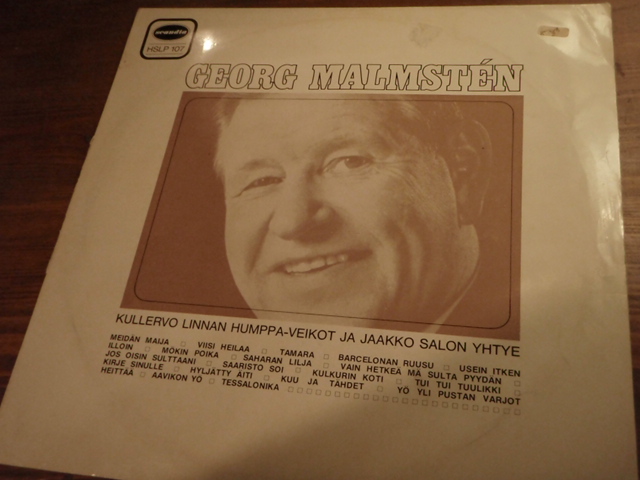 scandia
HSLP 107
GEORG MALMSTÉN
KULLERVO LINNAN HUMPPA-VEIKOT JA JAAKKO SALON YHTYE
MEIDÄN MAIJA □ VIISI HEILAA □ TAMARA □ BARCELONAN RUUSU □ USEIN ITKEN
ILLOIN □ MÖKIN POIKA □ SAHARAN LILJA □ VAIN HETKEÄ MÄ SULTA PYYDÄN □
JOS OISIN SULTTAANI □ SAARISTO SOI □ KULKURIN KOTI □ TUI TUI TUULIKKI □
KIRJE SINULLE □ HYLJÄTTY ÄITI □ KUU JA TÄHDET □ YÖ YLI PUSTAN VARJOT
HEITTÄÄ □ AAVIKON YÖ □ TESSALONIKA